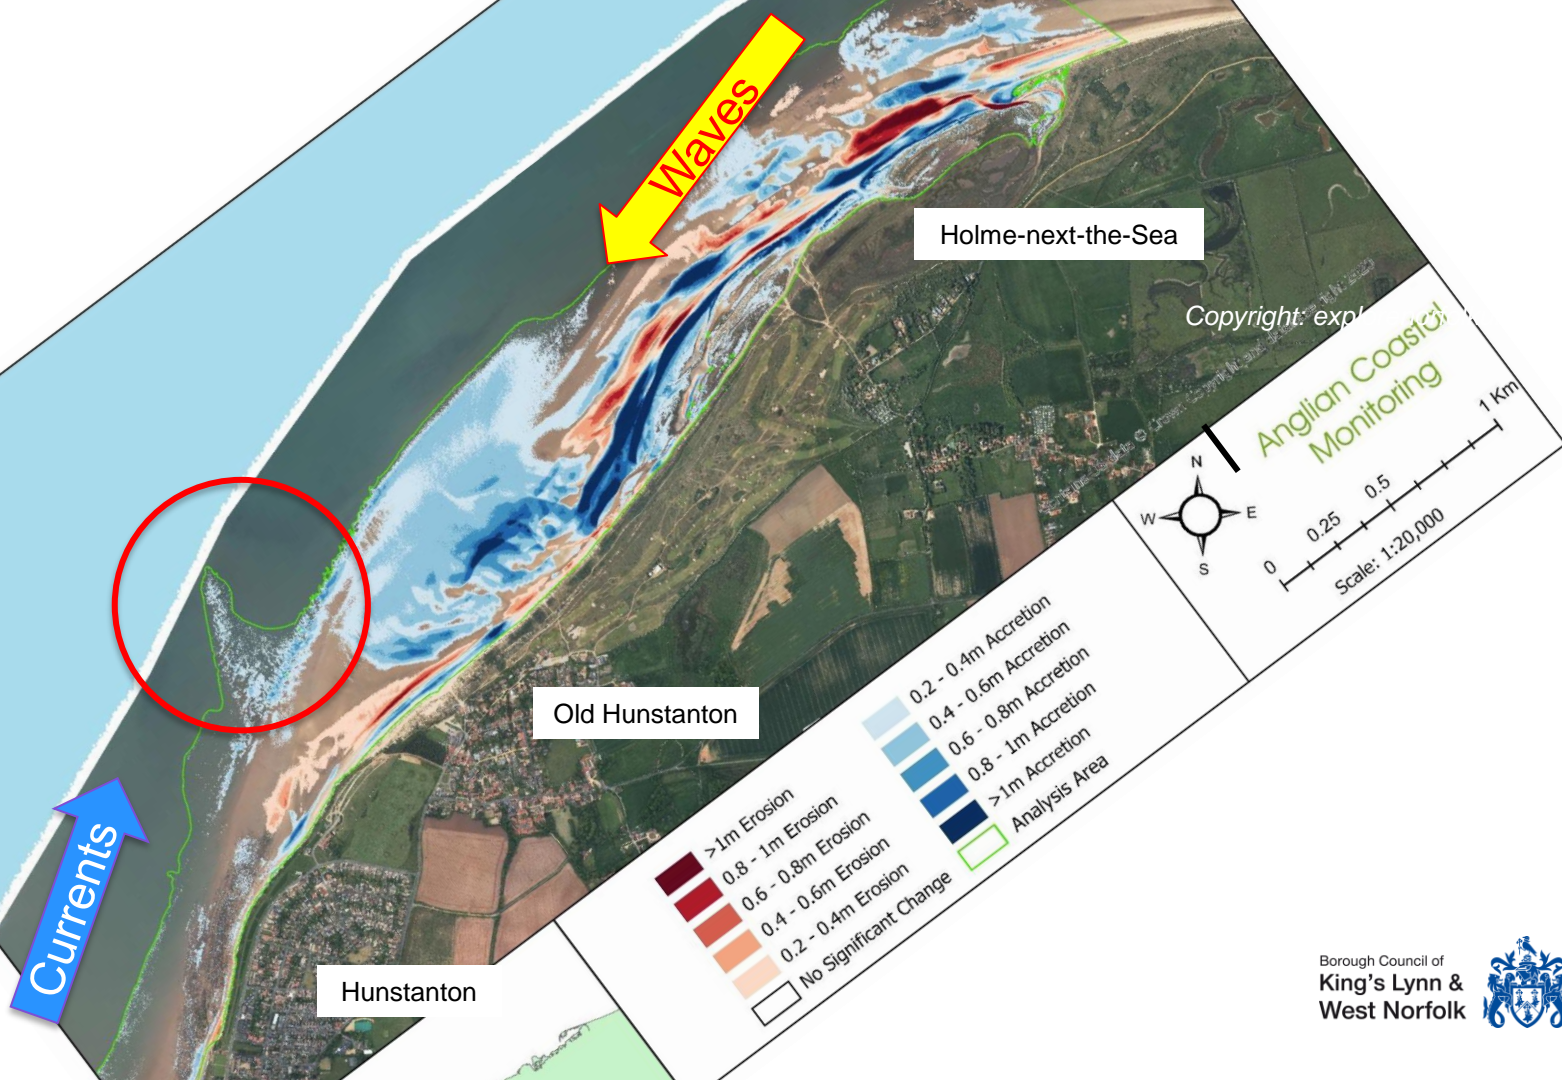 Waves
Holme-next-the-Sea
Copyright:
Anglian Coastal
Monitoring
1 Km
0.5
0.25
0
Scale: 1:20,000
N
W
E
S
Old Hunstanton
0.2 - 0.4m Accretion
0.4 - 0.6m Accretion
0.6 - 0.8m Accretion
0.8 - 1m Accretion
>1m Accretion
Analysis Area
>1m Erosion
0.8 - 1m Erosion
0.6 - 0.8m Erosion
0.4 - 0.6m Erosion
0.2 - 0.4m Erosion
No Significant Change
Currents
Hunstanton
Borough Council of
King's Lynn &
West Norfolk